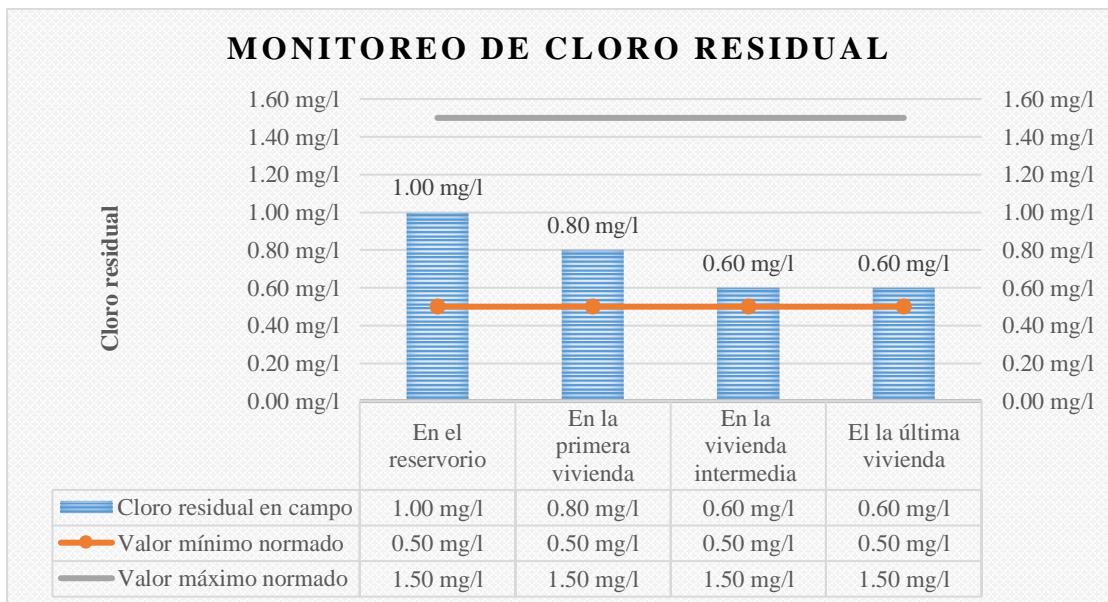 MONITOREO DE CLORO RESIDUAL
Cloro residual
1.60 mg/l
1.40 mg/l
1.20 mg/l
1.00 mg/l
0.80 mg/l
0.60 mg/l
0.40 mg/l
0.20 mg/l
0.00 mg/l
1.00 mg/l
0.80 mg/l
0.60 mg/l
0.60 mg/l
1.60 mg/l
1.40 mg/l
1.20 mg/l
1.00 mg/l
0.80 mg/l
0.60 mg/l
0.40 mg/l
0.20 mg/l
0.00 mg/l
En el
reservorio
En la
primera
vivienda
En la
vivienda
intermedia
El la última
vivienda
Cloro residual en campo 1.00 mg/l 0.80 mg/l 0.60 mg/l 0.60 mg/l
Valor mínimo normado 0.50 mg/l 0.50 mg/l 0.50 mg/l 0.50 mg/l
Valor máximo normado 1.50 mg/l 1.50 mg/l 1.50 mg/l 1.50 mg/l